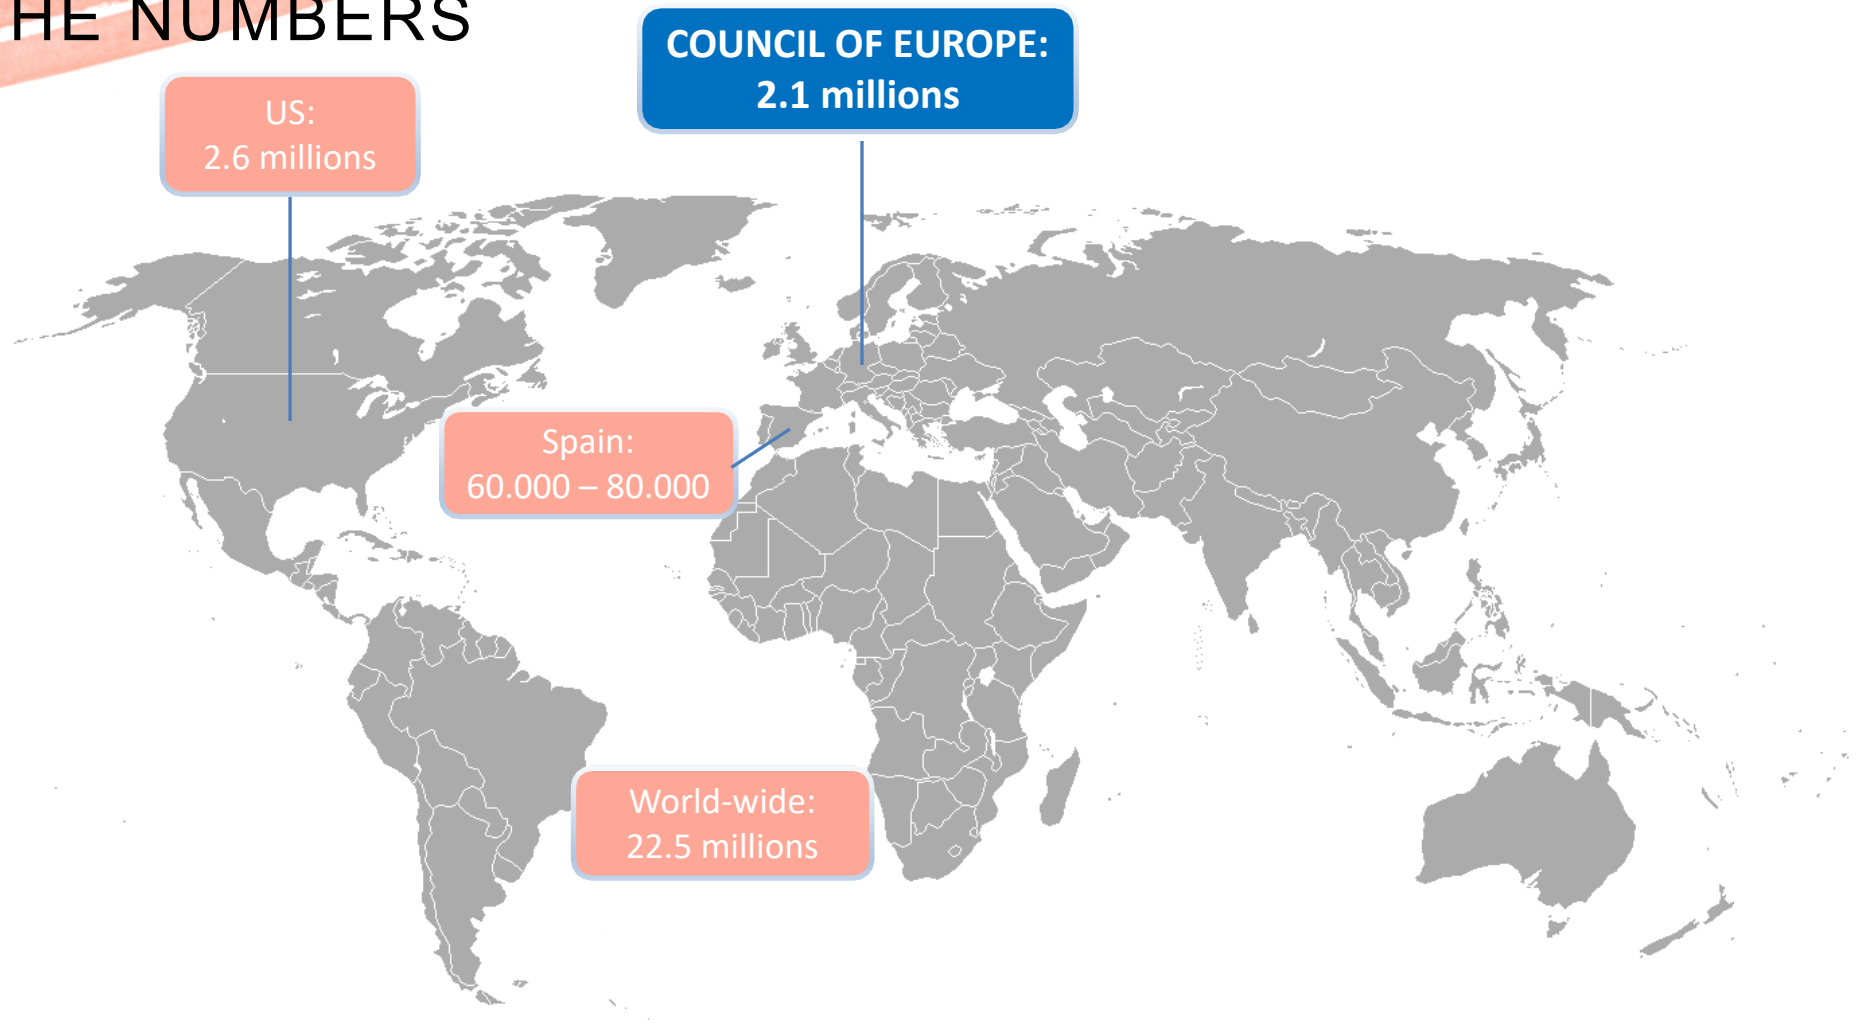 HE NUMBERS
COUNCIL OF EUROPE:
2.1 millions
US:
2.6 millions
Spain:
60.000 – 80.000
World-wide:
22.5 millions